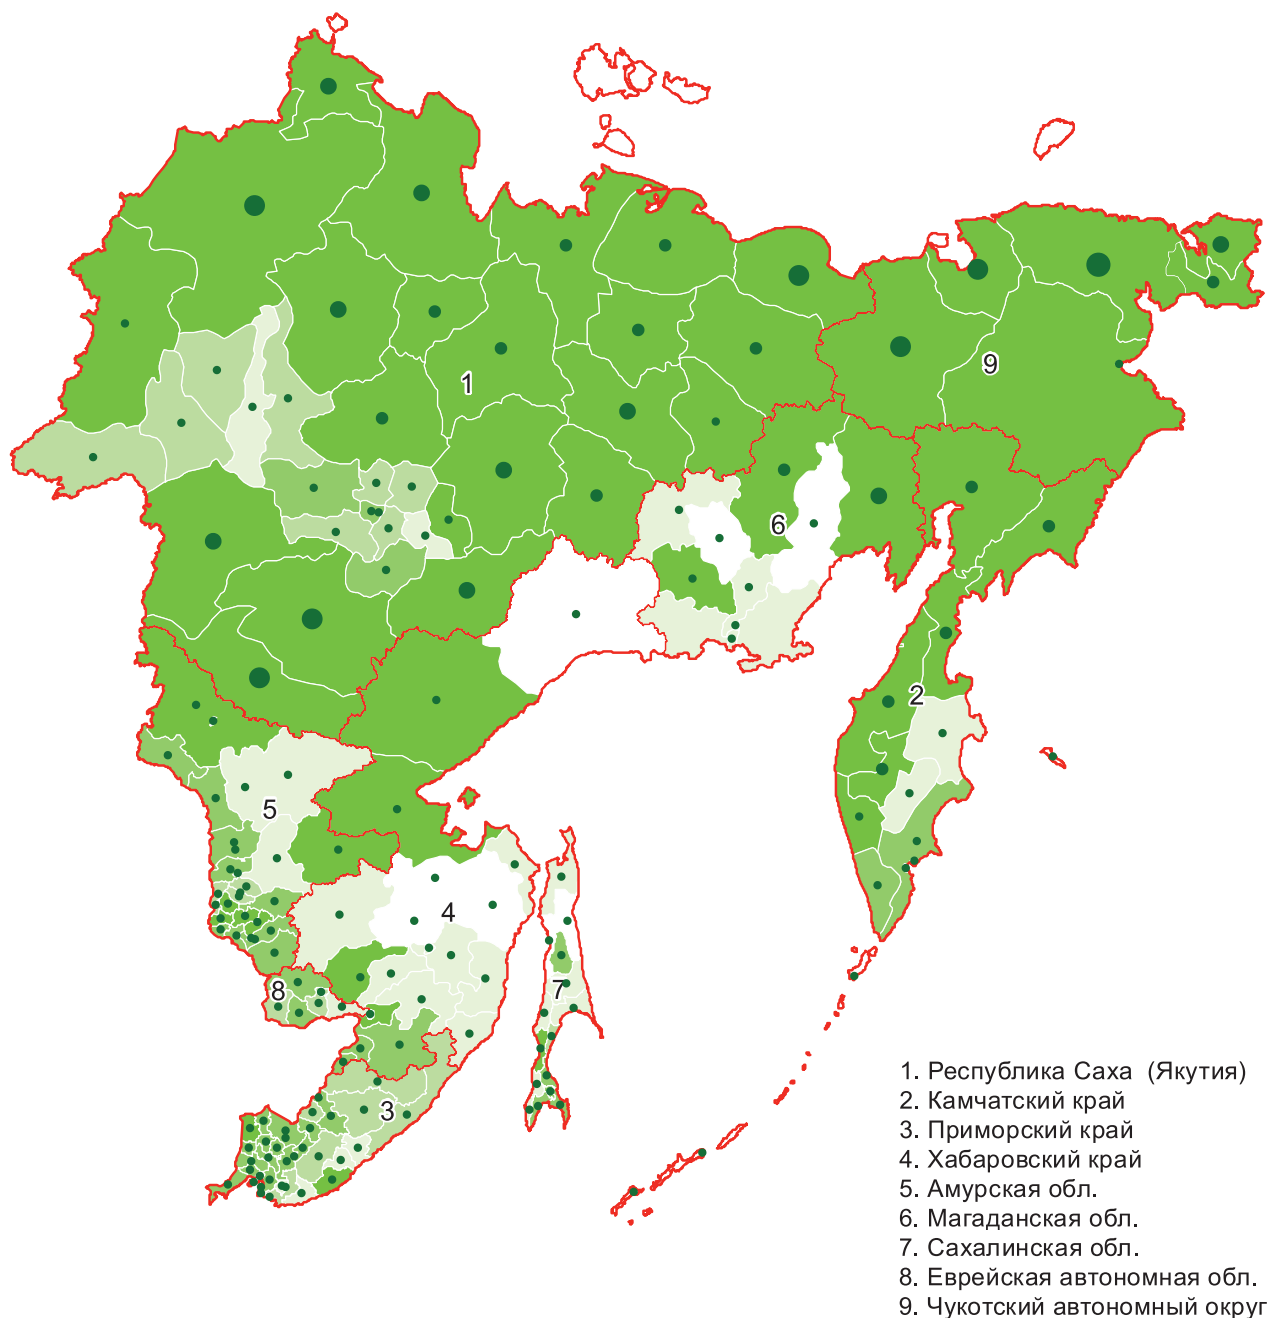 1
9
6
2
5
4
7
8
3
1. Республика Саха (Якутия)
2. Камчатский край
3. Приморский край
4. Хабаровский край
5. Амурская обл.
6. Магаданская обл.
7. Сахалинская обл.
8. Еврейская автономная обл.
9. Чукотский автономный округ